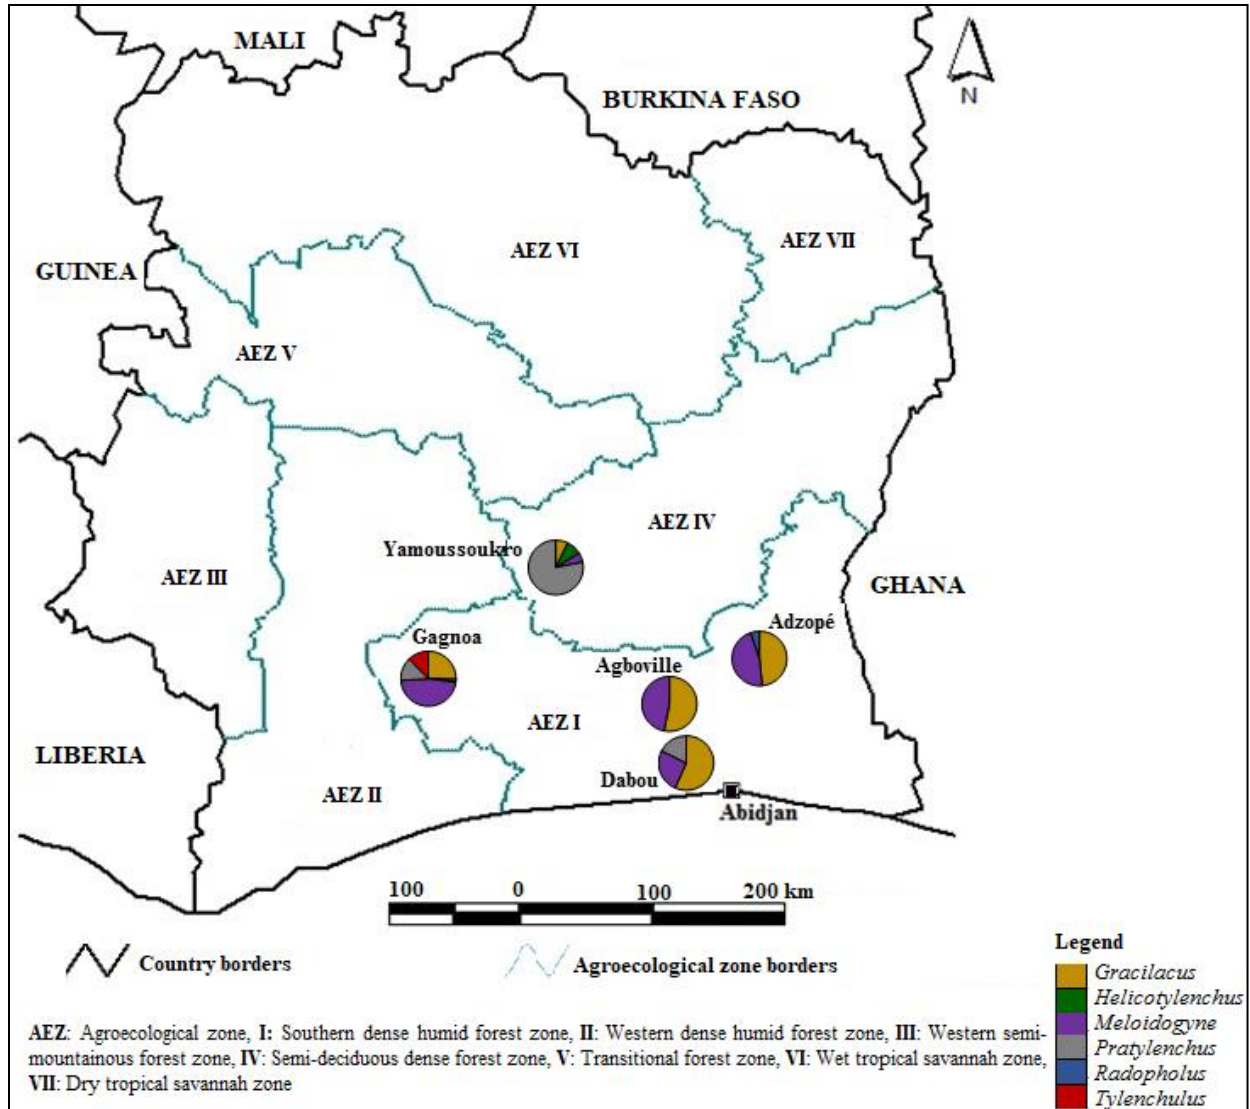 MALI
BURKINA FASO
N
AEZ VII
AEZ VI
GUINEA
AEZ V
AEZ IV
Yamoussoukro
AEZ III
GHANA
Adzopé
Gagnoa
Agboville
AEZ I
LIBERIA
Dabou
AEZ II
Abidjan
100 0 100 200 km
Country borders
Agroecological zone borders
Legend
Gracilacus
Helicotylenchus
Meloidogyne
Pratylenchus
Radopholus
Tylenchulus
AEZ: Agroecological zone, I: Southern dense humid forest zone, II: Western dense humid forest zone, III: Western semi-
mountainous forest zone, IV: Semi-deciduous dense forest zone, V: Transitional forest zone, VI: Wet tropical savannah zone,
VII: Dry tropical savannah zone